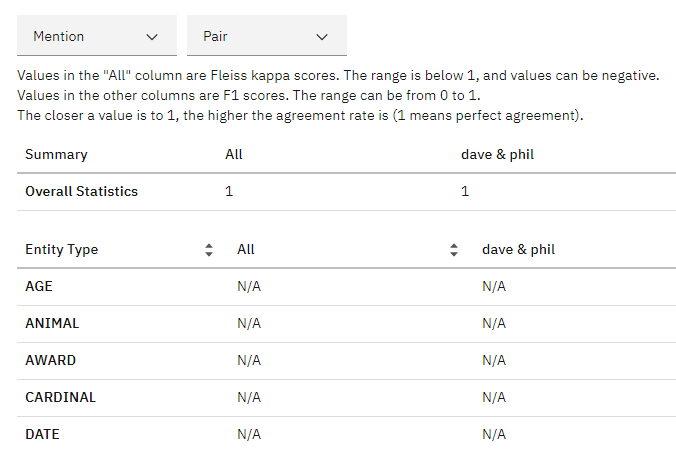 Mention Pair
Values in the "All" column are Fleiss kappa scores. The range is below 1, and values can be negative.
Values in the other columns are F1 scores. The range can be from 0 to 1.
The closer a value is to 1, the higher the agreement rate is (1 means perfect agreement).
Summary All dave & phil
Overall Statistics 1 1
Entity Type All dave & phil
AGE N/A N/A
ANIMAL N/A N/A
AWARD N/A N/A
CARDINAL N/A N/A
DATE N/A N/A